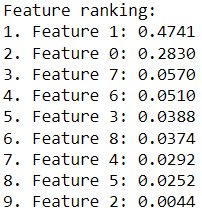 Feature ranking:
1. Feature 1: 0.4741
2. Feature 0: 0.2830
3. Feature 7: 0.0570
4. Feature 6: 0.0510
5. Feature 3: 0.0388
6. Feature 8: 0.0374
7. Feature 4: 0.0292
8. Feature 5: 0.0252
9. Feature 2: 0.0044